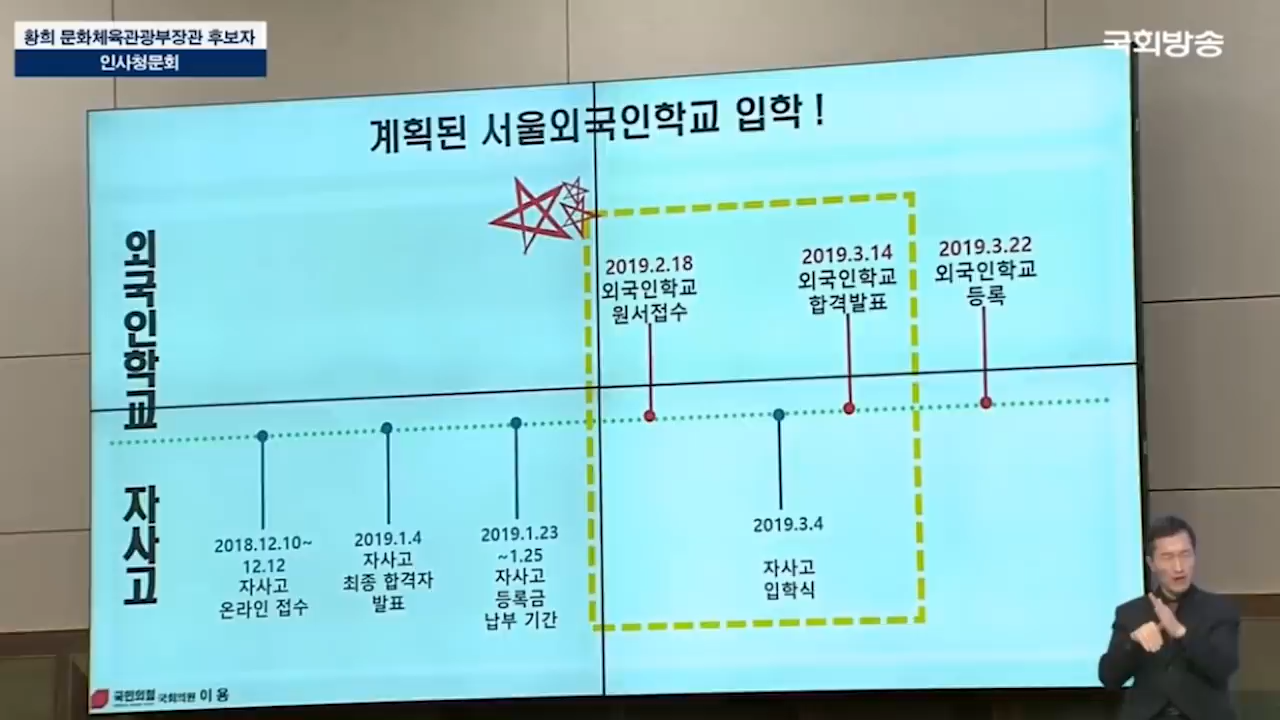 황희 문화체육관광부장관 후보자
인사청문회
국회방송
계획된 서울외국인학교 입학 !
외국인학교
2019.2.18
외국인학교
원서접수
2019.3.14
외국인학교
합격발표
2019.3.22
외국인학교
등록
자사고
2018.12.10~
12.12
자사고
온라인 접수
2019.1.4
자사고
최종 합격자
발표
2019.1.23
~1.25
자사고
등록금
납부 기간
2019.3.4
자사고
입학식
국민의힘 국회의원 이 용